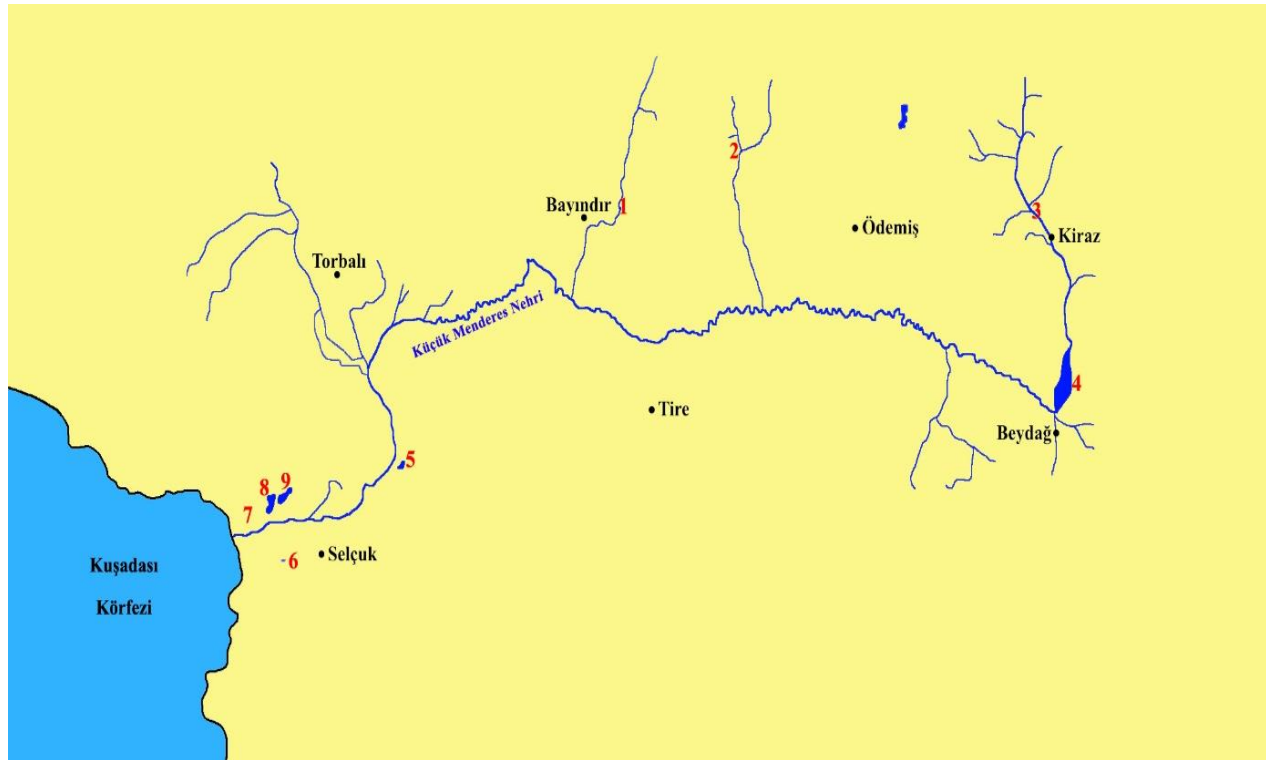 2
Bayındır
1
Ödemiş
3
Kiraz
Torbalı
Küçük Menderes Nehri
4
Tire
Beydağ
5
8
9
7
6
Selçuk
Kuşadası
Körfezi